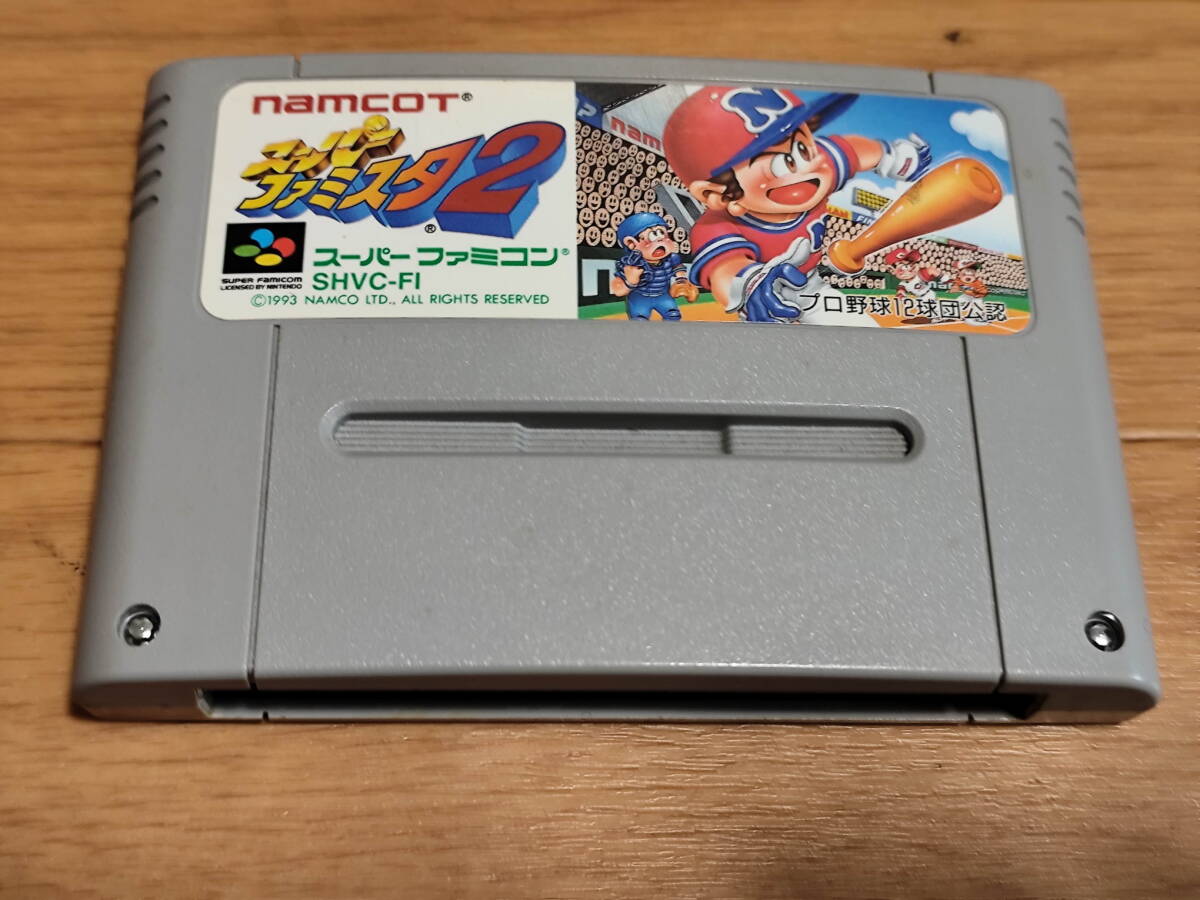 namcoT®
スーパー
ファミスタ2®
SUPER FAMICOM
LICENSED BY NINTENDO
スーパー ファミコン®
SHVC-FI
©1993 NAMCO LTD., ALL RIGHTS RESERVED
nam
N
プロ野球12球団公認